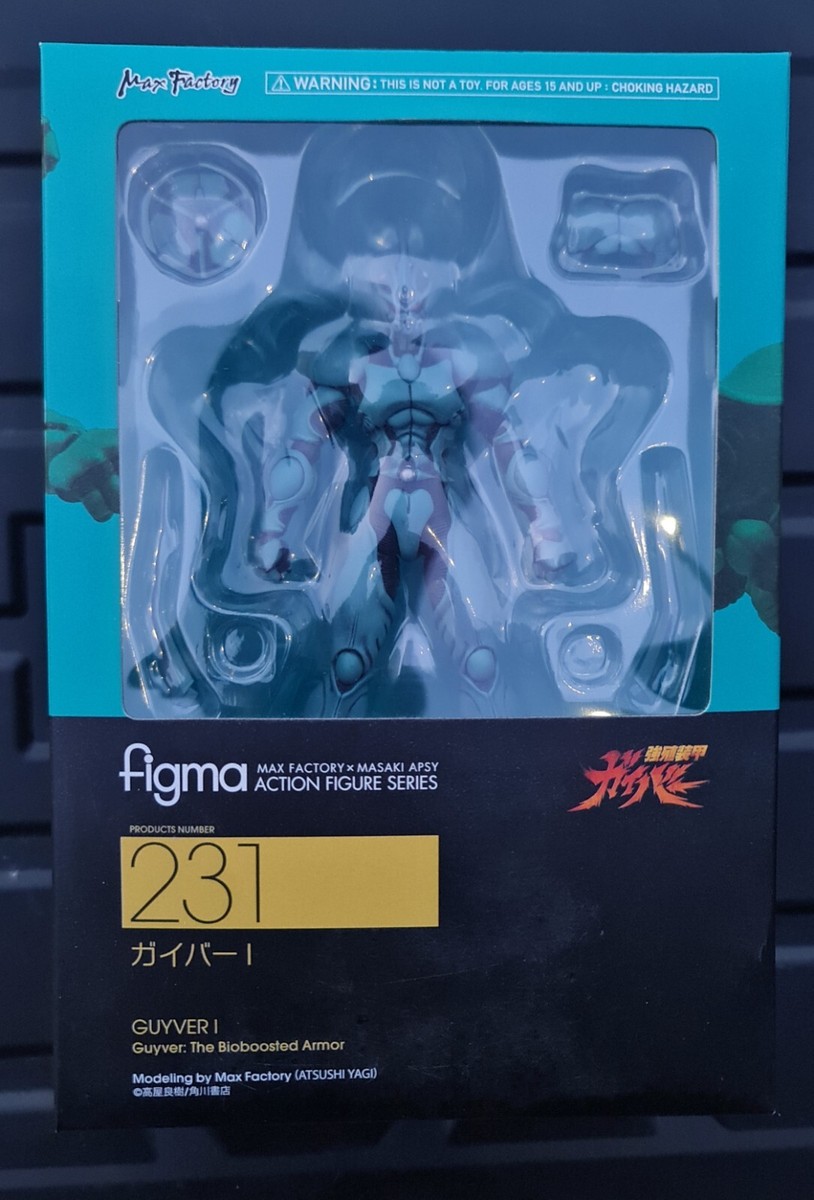 Max Factory
WARNING: THIS IS NOT A TOY. FOR AGES 15 AND UP : CHOKING HAZARD
figma
MAX FACTORY × MASAKI APSY
ACTION FIGURE SERIES
強殖装甲
ガイバー
PRODUCTS NUMBER
231
ガイバーI
GUYVER I
Guyver: The Bioboosted Armor
Modeling by Max Factory (ATSUSHI YAGI)
©高屋良樹/角川書店